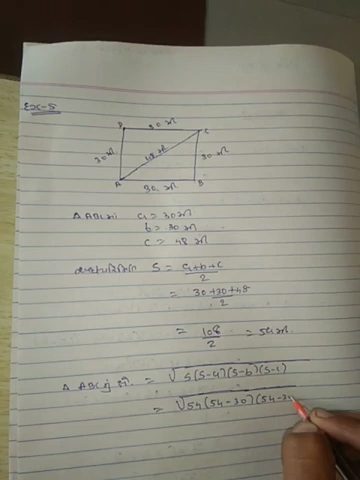 Ex-5
D 30 મી C
30 મી 48 મી 30 મી
A 30 મી B
Δ ABC માં a = 30 મી
b = 30 મી
c = 48 મી
અર્ધપરિમિતિ S = a+b+c / 2
= 30+30+48 / 2
= 108 / 2 = 54 મી.
Δ ABC નું ક્ષે. = √S(S-a)(S-b)(S-c)
= √54(54-30)(54-30